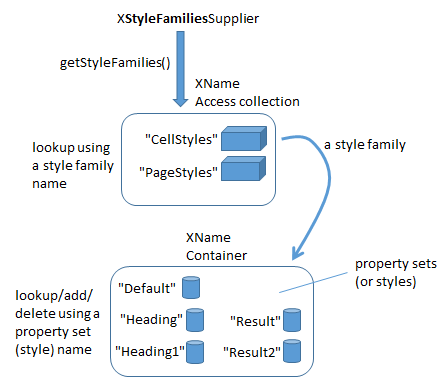 XStyleFamiliesSupplier
getStyleFamilies()
XName
Access collection
lookup using
a style family
name
"CellStyles"
"PageStyles"
a style family
XName
Container
property sets
(or styles)
lookup/add/
delete using a
property set
(style) name
"Default"
"Heading"
"Result"
"Heading1"
"Result2"